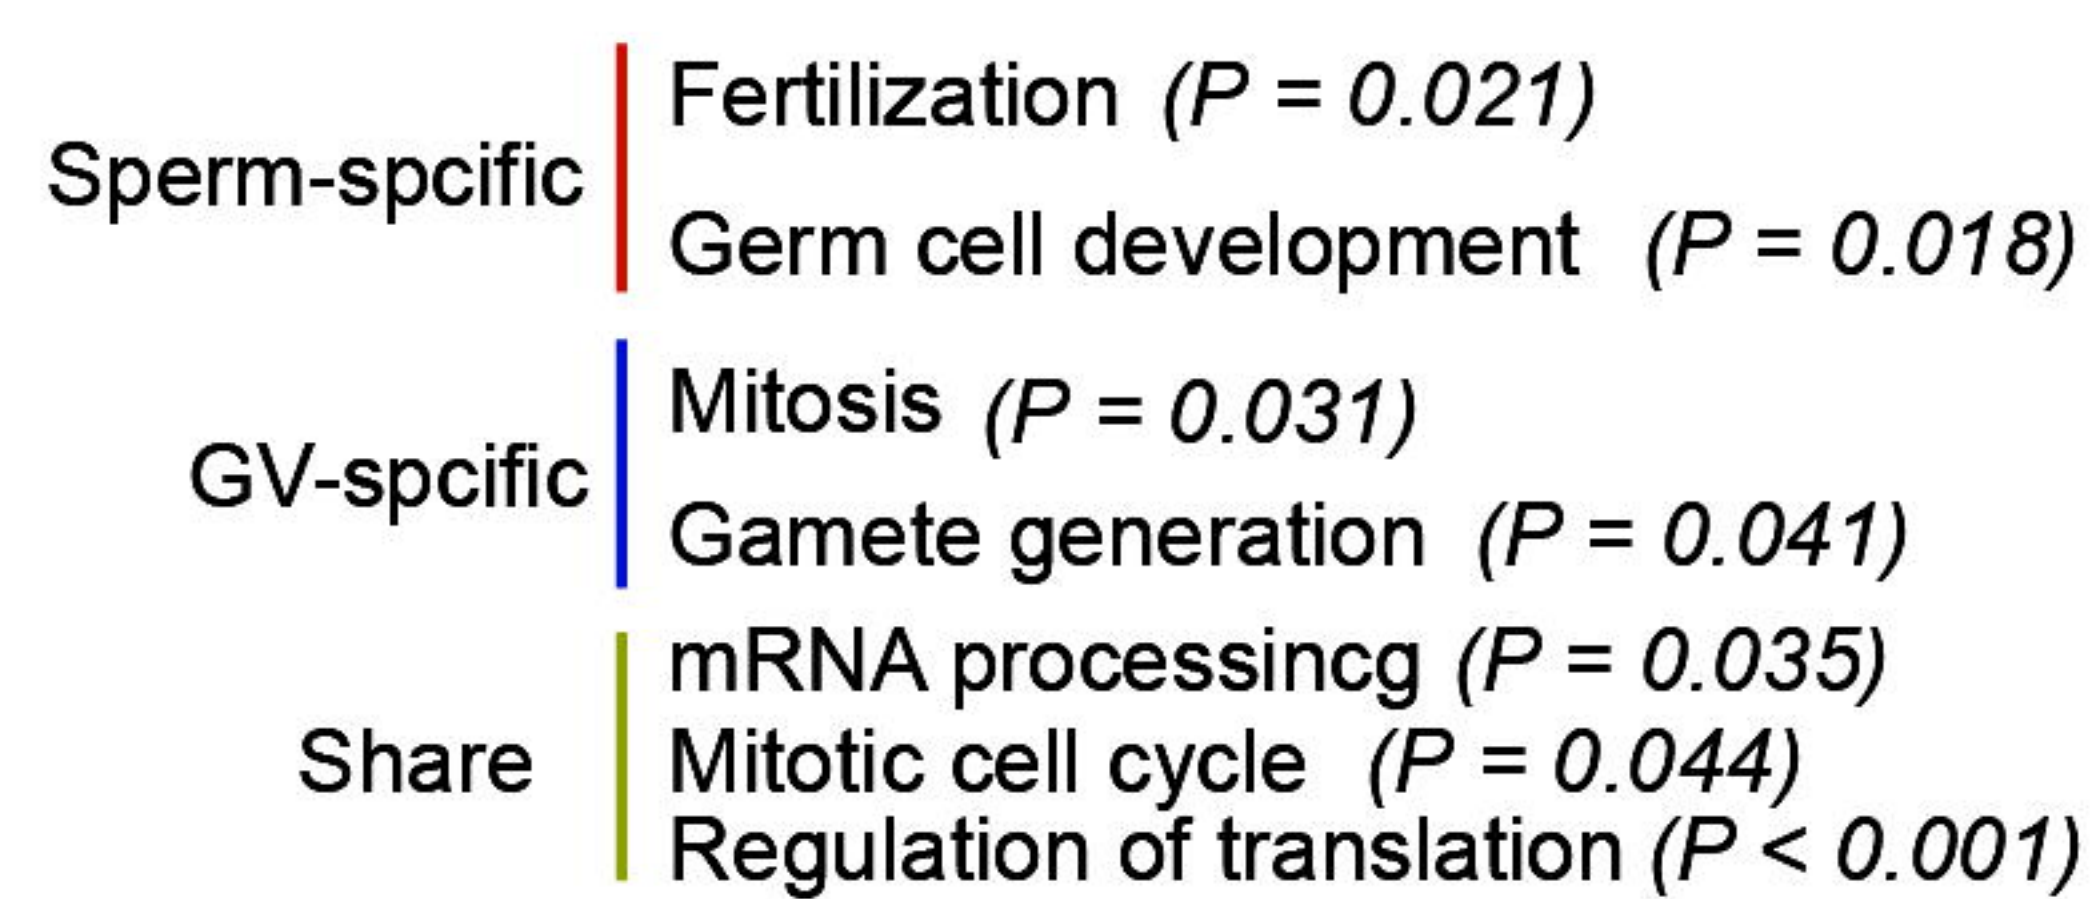 Sperm-spcific
Fertilization (P = 0.021)
Germ cell development (P = 0.018)
GV-spcific
Mitosis (P = 0.031)
Gamete generation (P = 0.041)
Share
mRNA processincg (P = 0.035)
Mitotic cell cycle (P = 0.044)
Regulation of translation (P < 0.001)